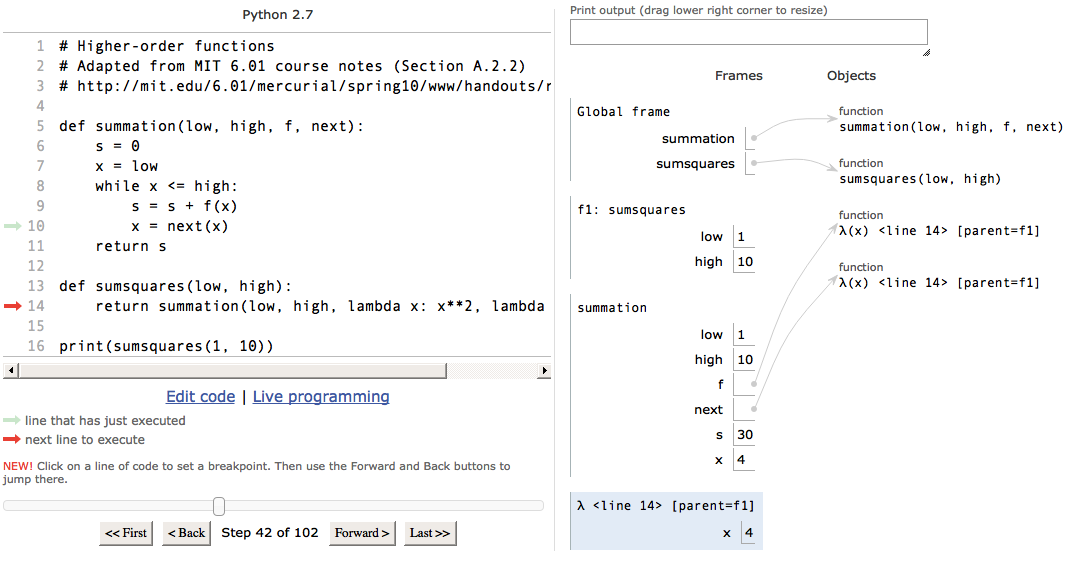 Python 2.7
1 # Higher-order functions
2 # Adapted from MIT 6.01 course notes (Section A.2.2)
3 # http://mit.edu/6.01/mercurial/spring10/www/handouts/r
4
5 def summation(low, high, f, next):
6     s = 0
7     x = low
8     while x <= high:
9         s = s + f(x)
10         x = next(x)
11     return s
12
13 def sumsquares(low, high):
14     return summation(low, high, lambda x: x**2, lambda
15
16 print(sumsquares(1, 10))
Edit code | Live programming
line that has just executed
next line to execute
NEW! Click on a line of code to set a breakpoint. Then use the Forward and Back buttons to
jump there.
<< First < Back Step 42 of 102 Forward > Last >>
Print output (drag lower right corner to resize)
Frames Objects
Global frame
summation
sumsquares
function
summation(low, high, f, next)
function
sumsquares(low, high)
function
λ(x) <line 14> [parent=f1]
function
λ(x) <line 14> [parent=f1]
f1: sumsquares
low 1
high 10
summation
low 1
high 10
f
next
s 30
x 4
λ <line 14> [parent=f1]
x 4